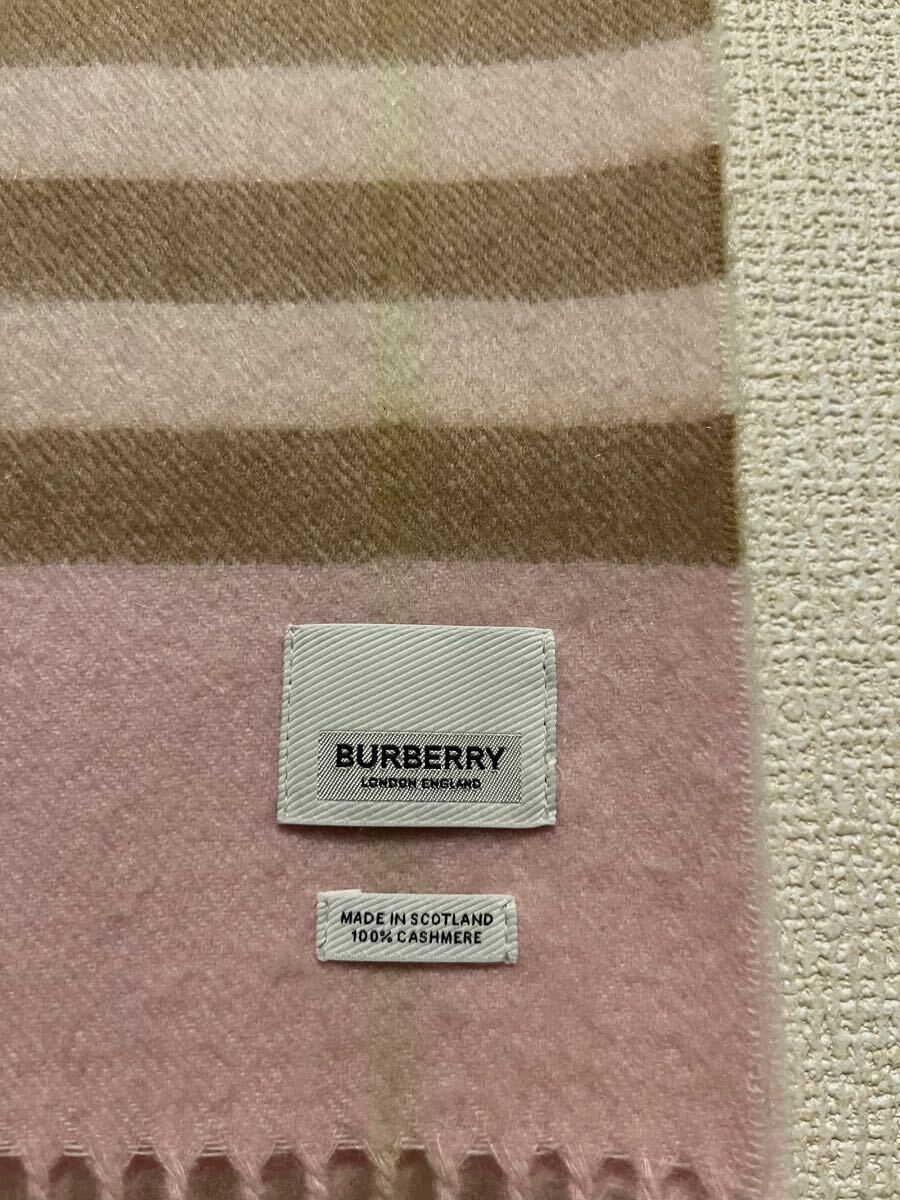 BURBERRY
LONDON ENGLAND
MADE IN SCOTLAND
100% CASHMERE